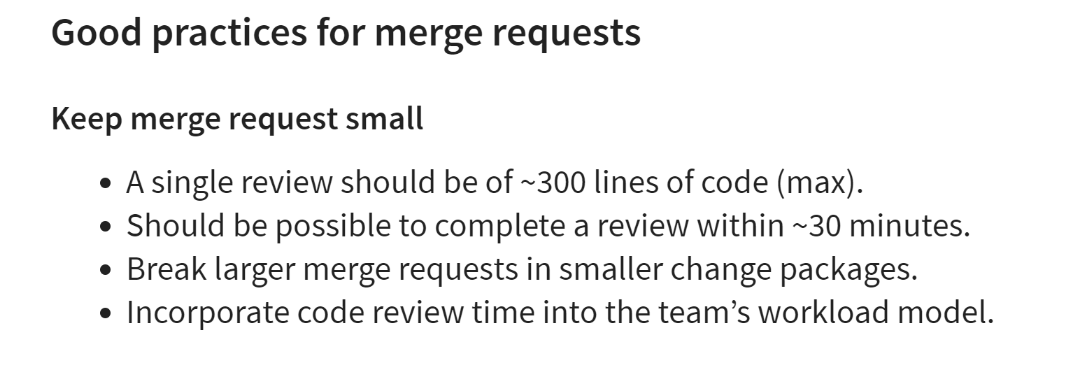 Good practices for merge requests
Keep merge request small
• A single review should be of ~300 lines of code (max).
• Should be possible to complete a review within ~30 minutes.
• Break larger merge requests in smaller change packages.
• Incorporate code review time into the team’s workload model.